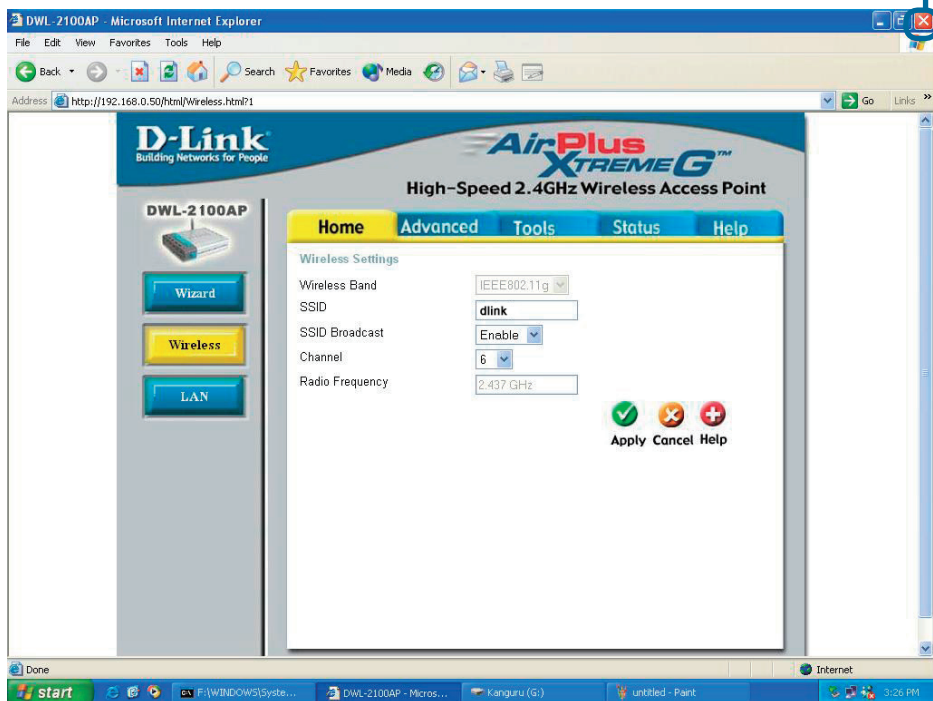 DWL-2100AP - Microsoft Internet Explorer
File Edit View Favorites Tools Help
Back Search Favorites Media
Address http://192.168.0.50/html/Wireless.html?1 Go Links »
D-Link
Building Networks for People
AirPlus
XTREME G™
High-Speed 2.4GHz Wireless Access Point
DWL-2100AP
Home Advanced Tools Status Help
Wizard
Wireless
LAN
Wireless Settings
Wireless Band IEEE802.11g
SSID dlink
SSID Broadcast Enable
Channel 6
Radio Frequency 2.437 GHz
Apply Cancel Help
Done Internet
start F:\WINDOWS\Syste... DWL-2100AP - Micros... Kanguru (G:) untitled - Paint 3:26 PM